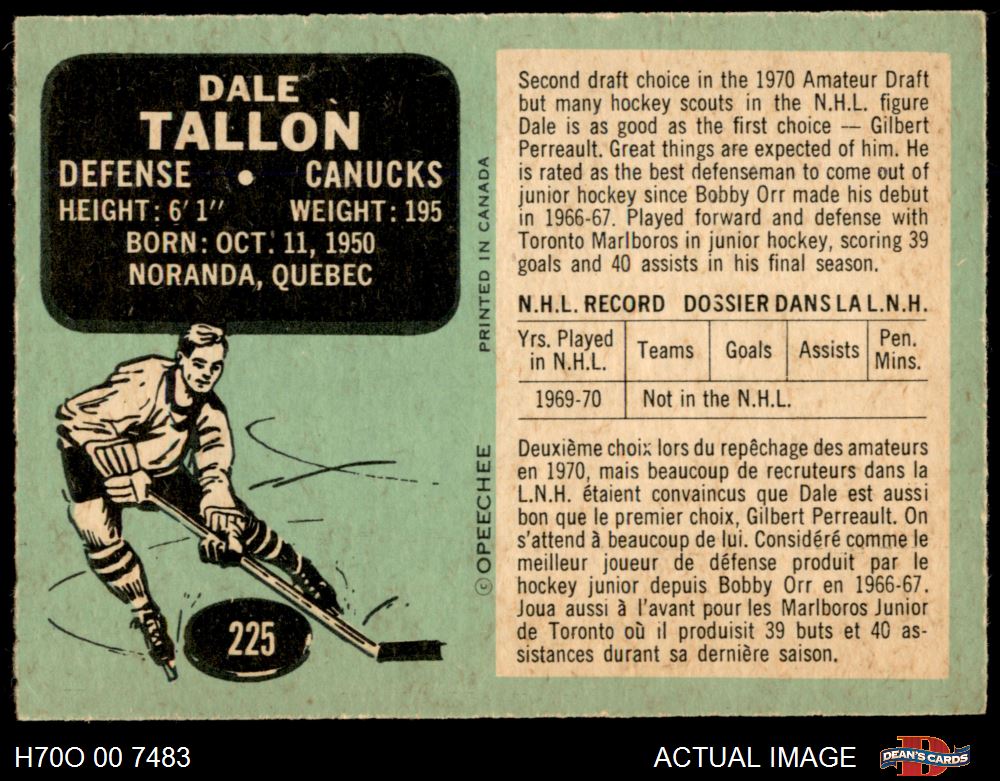 DALE
TALLON
DEFENSE • CANUCKS
HEIGHT: 6' 1" WEIGHT: 195
BORN: OCT. 11, 1950
NORANDA, QUEBEC
225
©OPEECHEE PRINTED IN CANADA
Second draft choice in the 1970 Amateur Draft
but many hockey scouts in the N.H.L. figure
Dale is as good as the first choice — Gilbert
Perreault. Great things are expected of him. He
is rated as the best defenseman to come out of
junior hockey since Bobby Orr made his debut
in 1966-67. Played forward and defense with
Toronto Marlboros in junior hockey, scoring 39
goals and 40 assists in his final season.
N.H.L. RECORD DOSSIER DANS LA L.N.H.
Yrs. Played
in N.H.L. Teams Goals Assists Pen.
Mins.
1969-70 Not in the N.H.L.
Deuxième choix lors du repêchage des amateurs
en 1970, mais beaucoup de recruteurs dans la
L.N.H. étaient convaincus que Dale est aussi
bon que le premier choix, Gilbert Perreault. On
s'attend à beaucoup de lui. Considéré comme le
meilleur joueur de défense produit par le
hockey junior depuis Bobby Orr en 1966-67.
Joua aussi à l'avant pour les Marlboros Junior
de Toronto où il produisit 39 buts et 40 as-
sistances durant sa dernière saison.
H70O 00 7483
ACTUAL IMAGE
DEAN'S CARDS